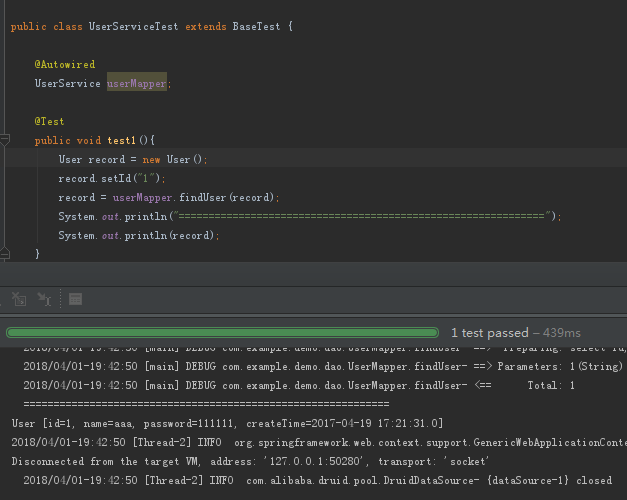 public class UserServiceTest extends BaseTest {
@Autowired
UserService userMapper;
@Test
public void test1(){
User record = new User();
record.setId("1");
record = userMapper.findUser(record);
System.out.println("=============================================================");
System.out.println(record);
}
1 test passed – 439ms
2018/04/01-19:42:50 [main] DEBUG com.example.demo.dao.UserMapper.findUser- ==> Preparing: select id,
2018/04/01-19:42:50 [main] DEBUG com.example.demo.dao.UserMapper.findUser- ==> Parameters: 1(String)
2018/04/01-19:42:50 [main] DEBUG com.example.demo.dao.UserMapper.findUser- <== Total: 1
=============================================================
User [id=1, name=aaa, password=111111, createTime=2017-04-19 17:21:31.0]
2018/04/01-19:42:50 [Thread-2] INFO org.springframework.web.context.support.GenericWebApplicationConte
Disconnected from the target VM, address: '127.0.0.1:50280', transport: 'socket'
2018/04/01-19:42:50 [Thread-2] INFO com.alibaba.druid.pool.DruidDataSource- {dataSource-1} closed